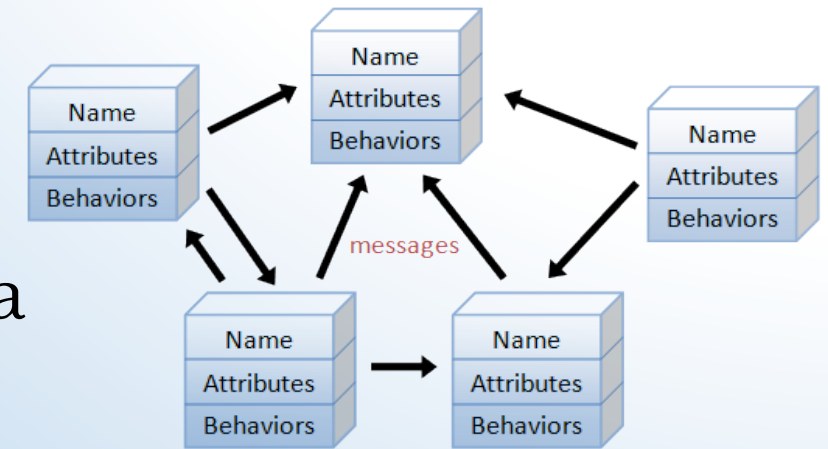 Name
Attributes
Behaviors
Name
Attributes
Behaviors
Name
Attributes
Behaviors
messages
a
Name
Attributes
Behaviors
Name
Attributes
Behaviors